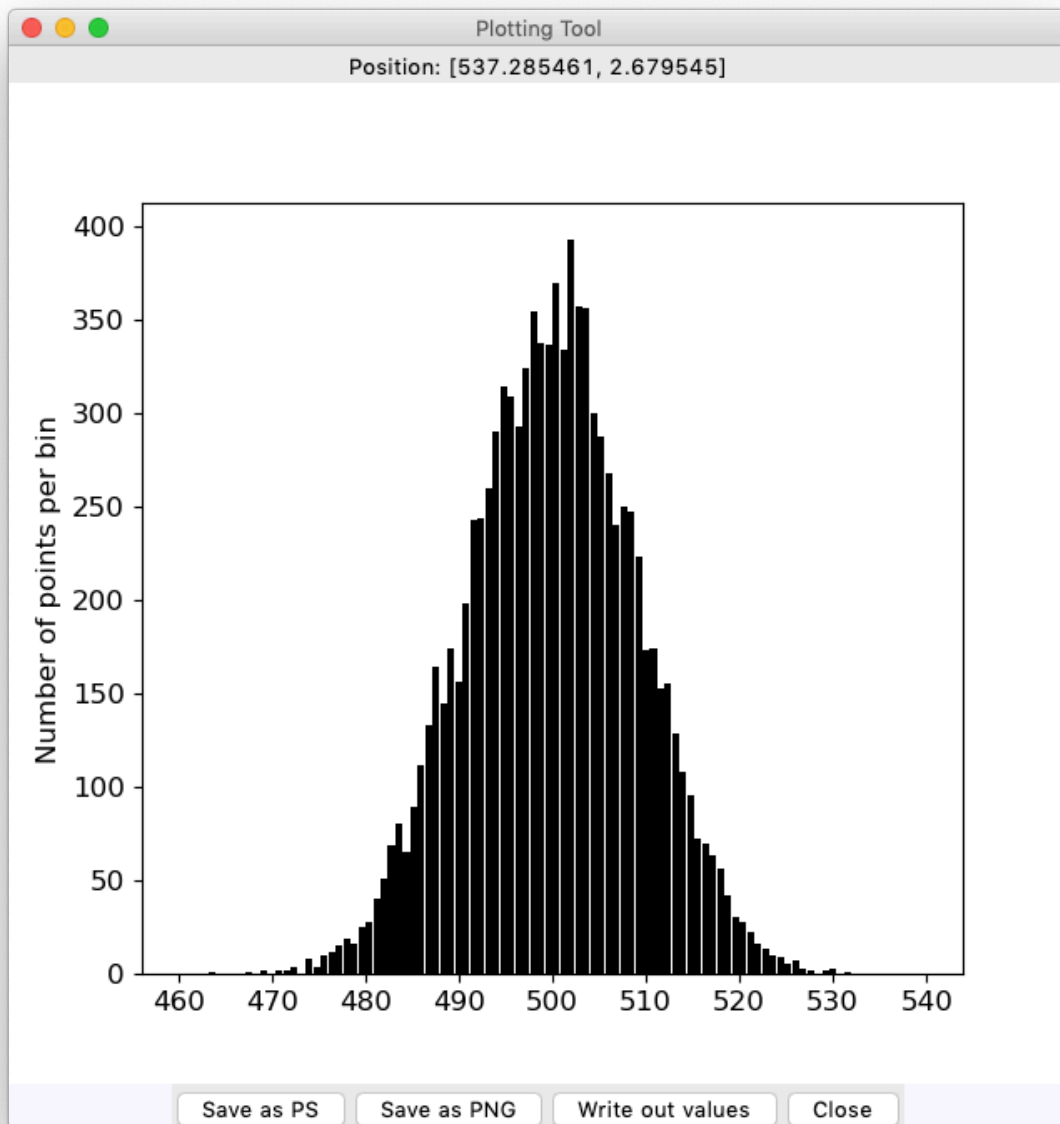 Plotting Tool
Position: [537.285461, 2.679545]
400
350
300
250
200
150
100
50
0
Number of points per bin
460 470 480 490 500 510 520 530 540
Save as PS Save as PNG Write out values Close